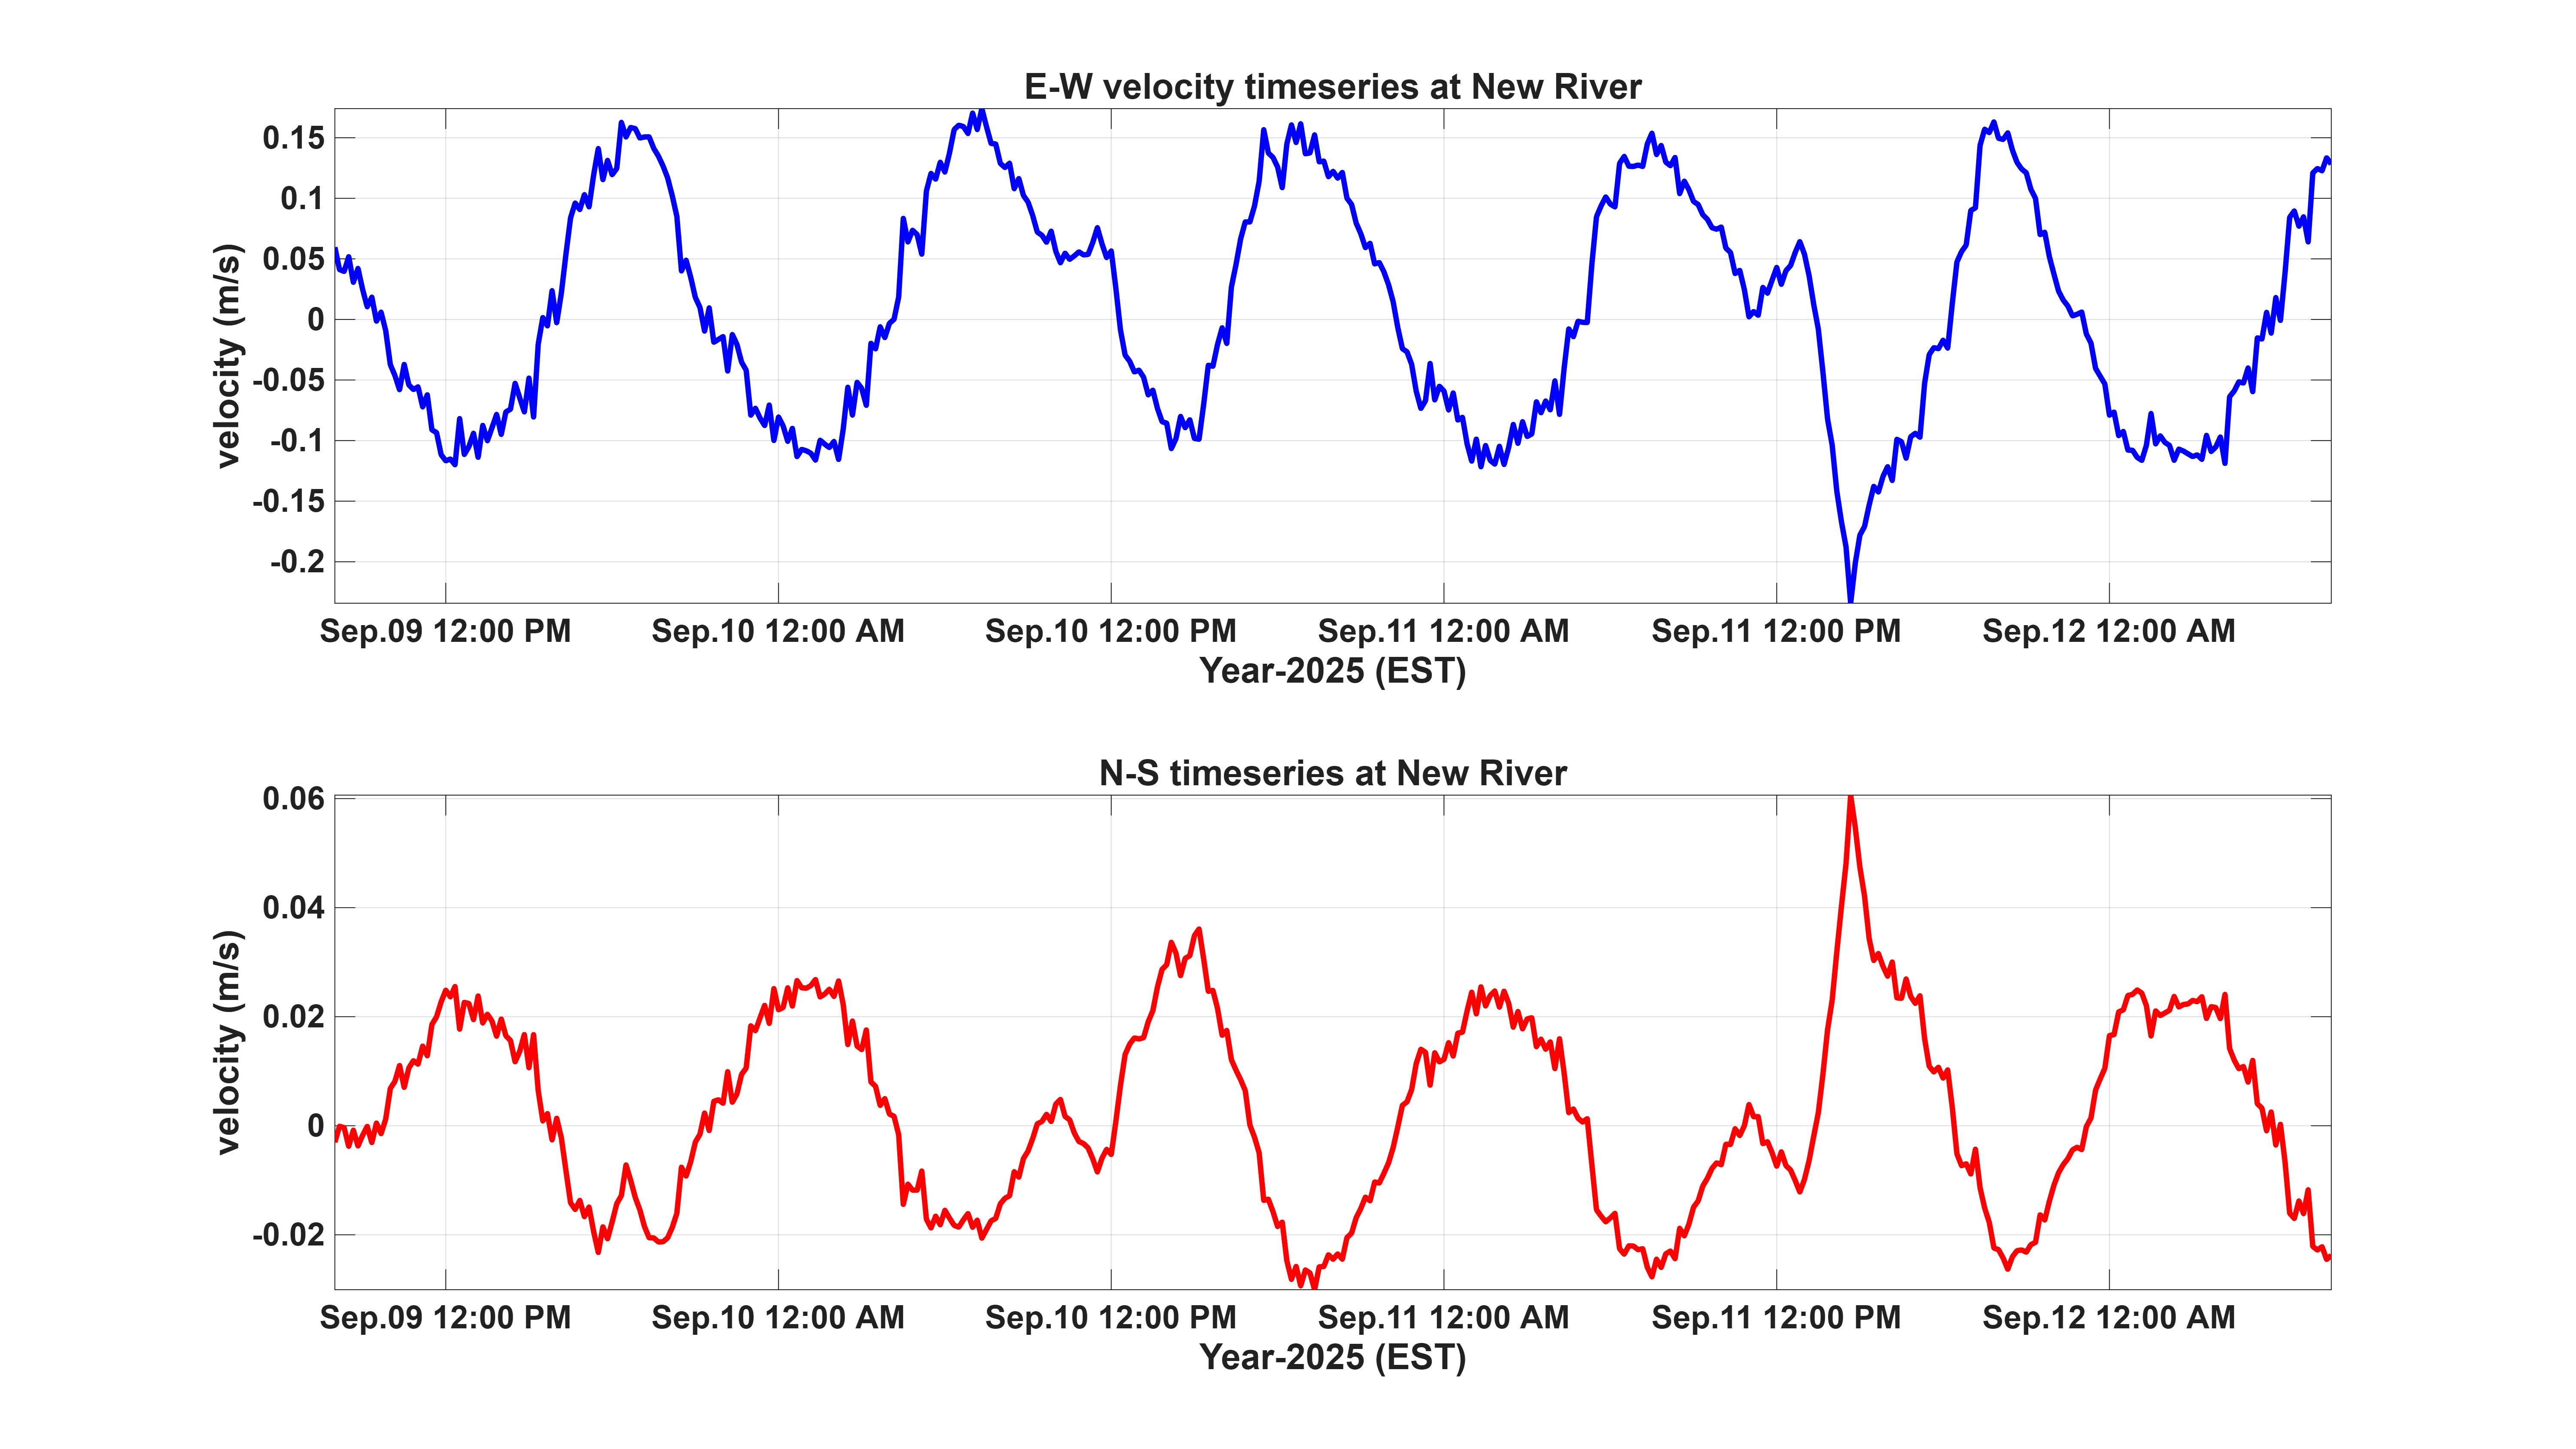 E-W velocity timeseries at New River
0.15
0.1
0.05
0
-0.05
-0.1
-0.15
-0.2
velocity (m/s)
Sep.09 12:00 PM Sep.10 12:00 AM Sep.10 12:00 PM Sep.11 12:00 AM Sep.11 12:00 PM Sep.12 12:00 AM
Year-2025 (EST)
N-S timeseries at New River
0.06
0.04
0.02
0
-0.02
velocity (m/s)
Sep.09 12:00 PM Sep.10 12:00 AM Sep.10 12:00 PM Sep.11 12:00 AM Sep.11 12:00 PM Sep.12 12:00 AM
Year-2025 (EST)